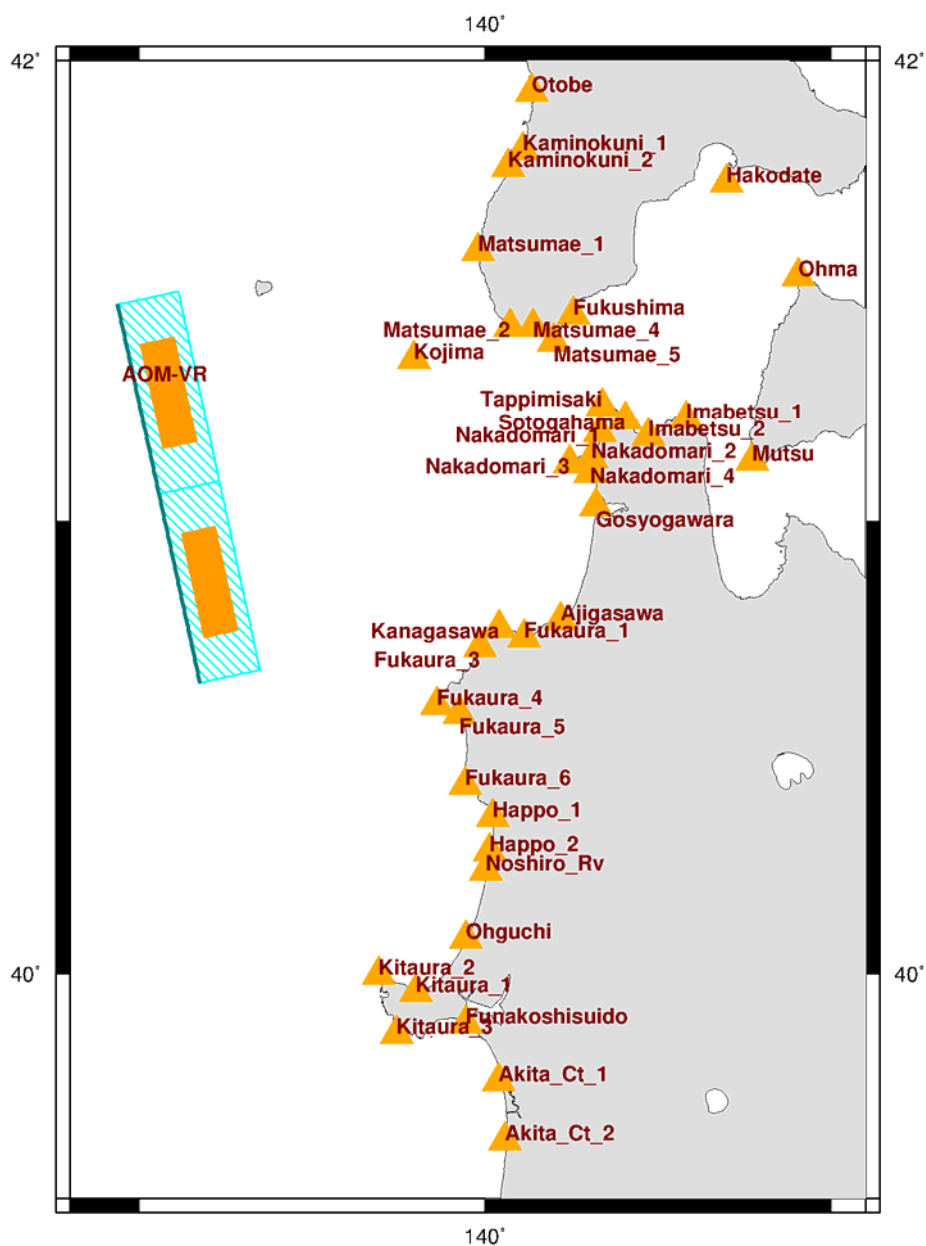 140°
42°
42°
Otobe
Kaminokuni_1
Kaminokuni_2
Hakodate
Matsumae_1
Ohma
Fukushima
Matsumae_2
Matsumae_4
Kojima
Matsumae_5
AOM-VR
Tappimisaki
Imabetsu_1
Sotogahama
Imabetsu_2
Nakadomari_1
Nakadomari_2
Mutsu
Nakadomari_3
Nakadomari_4
Gosyogawara
Ajigasawa
Kanagasawa
Fukaura_1
Fukaura_3
Fukaura_4
Fukaura_5
Fukaura_6
Happo_1
Happo_2
Noshiro_Rv
Ohguchi
40°
40°
Kitaura_2
Kitaura_1
Funakoshisuido
Kitaura_3
Akita_Ct_1
Akita_Ct_2
140°